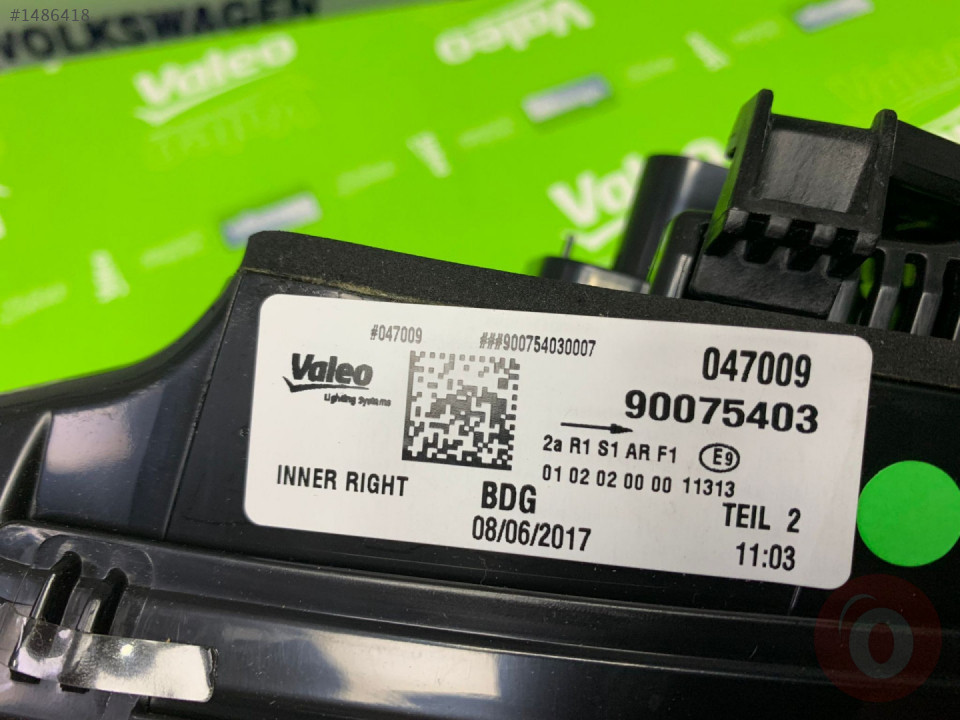 #1486418
VOLKSWAGEN
Valeo
Valeo
Valeo
#047009
###900754030007
047009
Valeo
Lighting Systems
90075403
2a R1 S1 AR F1
E9
01 02 02 00 00 11313
INNER RIGHT
BDG
TEIL 2
08/06/2017
11:03